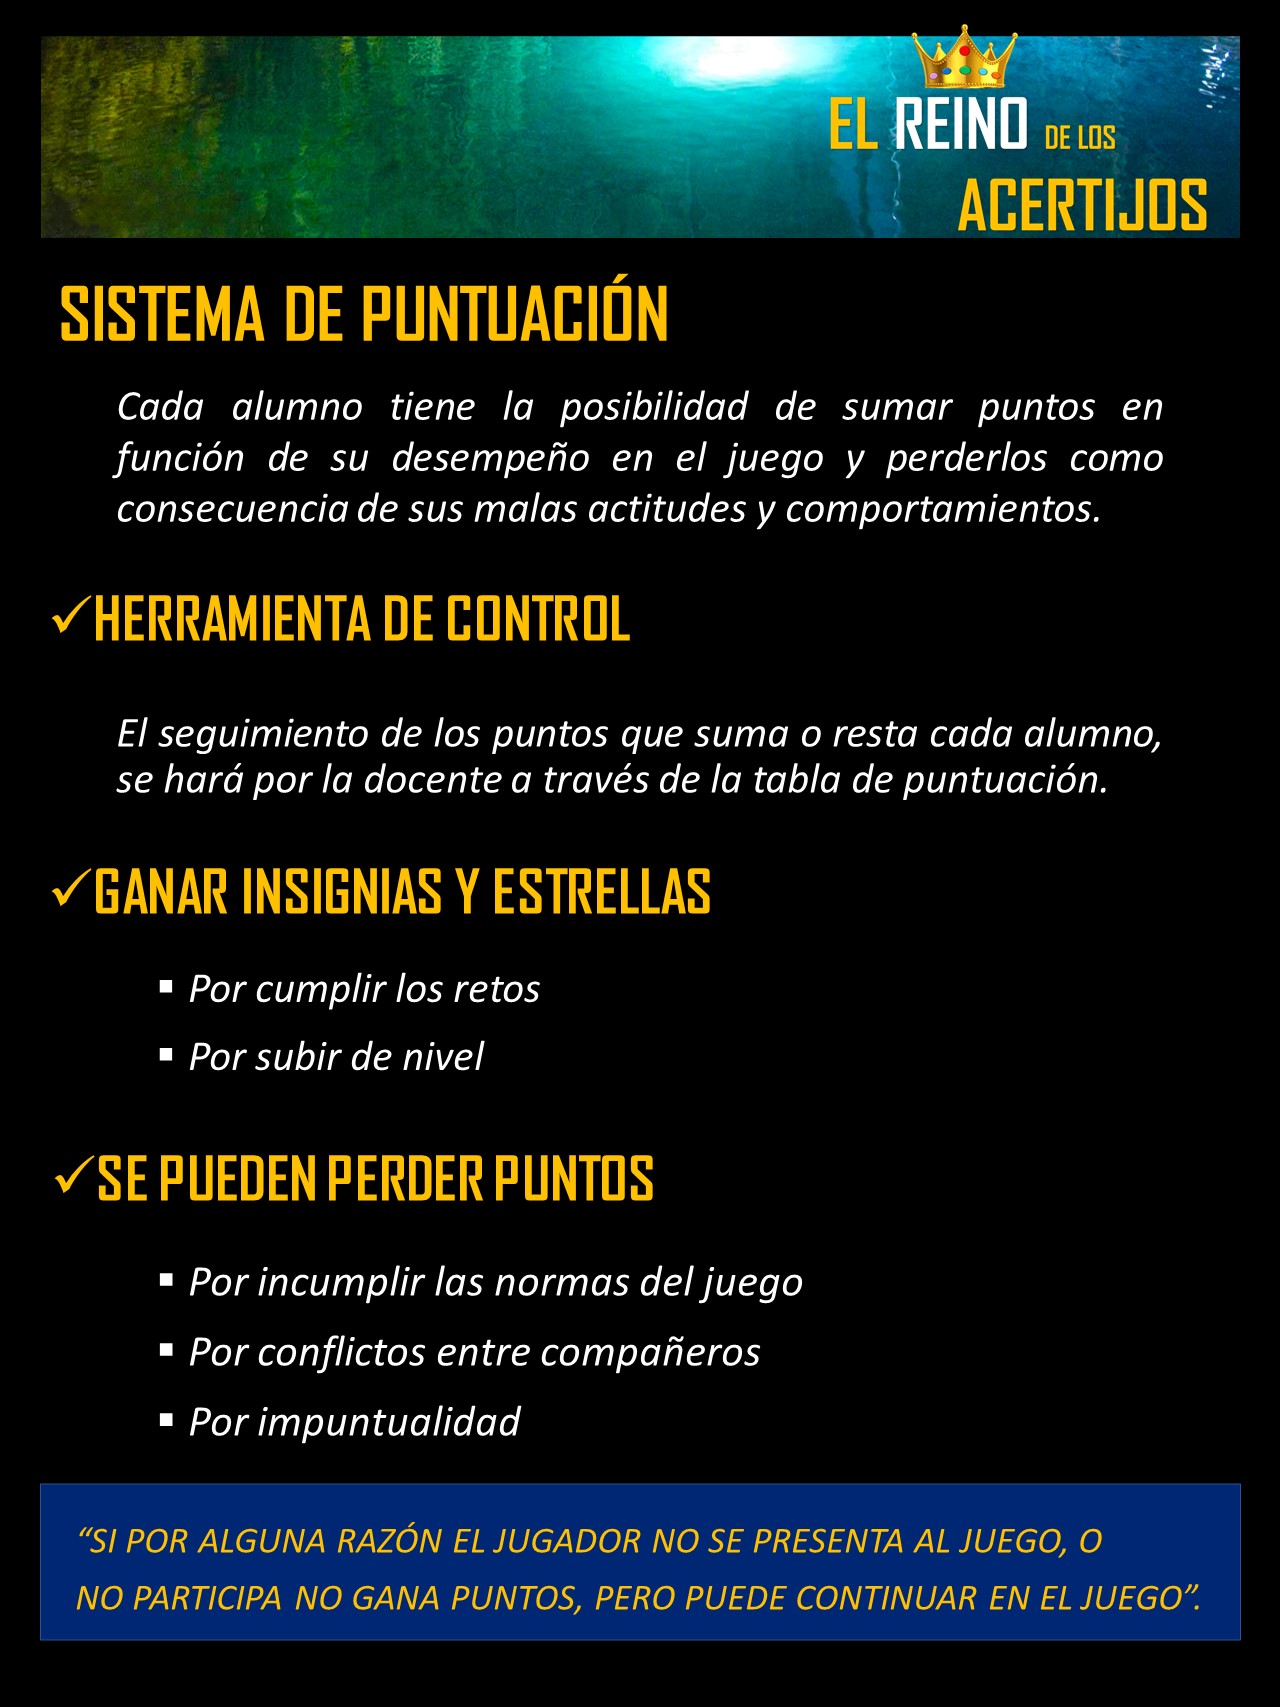 EL REINO DE LOS
ACERTIJOS
SISTEMA DE PUNTUACIÓN
Cada alumno tiene la posibilidad de sumar puntos en
función de su desempeño en el juego y perderlos como
consecuencia de sus malas actitudes y comportamientos.
✓HERRAMIENTA DE CONTROL
El seguimiento de los puntos que suma o resta cada alumno,
se hará por la docente a través de la tabla de puntuación.
✓GANAR INSIGNIAS Y ESTRELLAS
▪ Por cumplir los retos
▪ Por subir de nivel
✓SE PUEDEN PERDER PUNTOS
▪ Por incumplir las normas del juego
▪ Por conflictos entre compañeros
▪ Por impuntualidad
“SI POR ALGUNA RAZÓN EL JUGADOR NO SE PRESENTA AL JUEGO, O
NO PARTICIPA NO GANA PUNTOS, PERO PUEDE CONTINUAR EN EL JUEGO”.